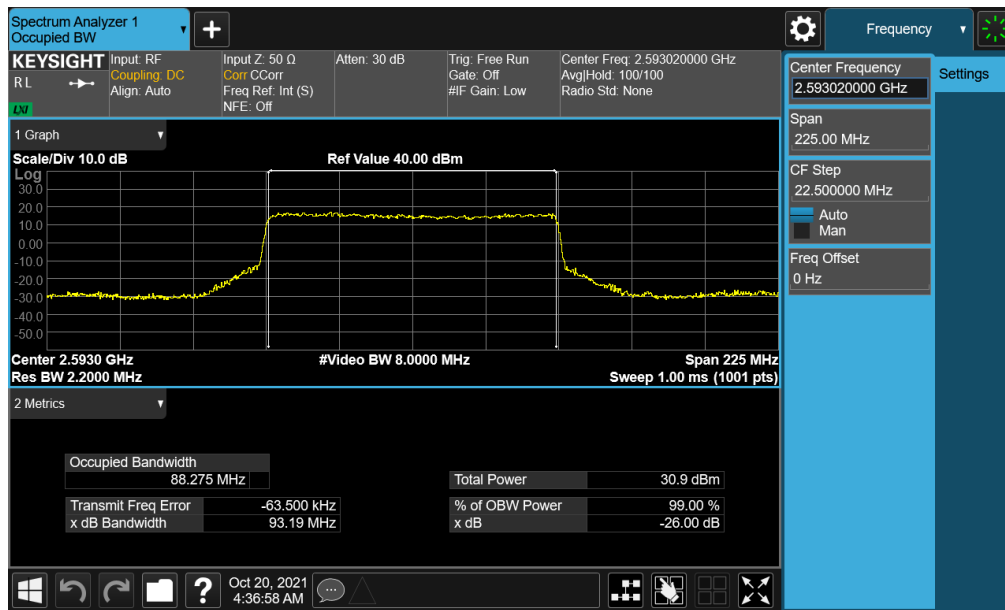 Spectrum Analyzer 1
Occupied BW
Frequency
KEYSIGHT
R L
LXI
Input: RF
Coupling: DC
Align: Auto
Input Z: 50 Ω
Corr CCorr
Freq Ref: Int (S)
NFE: Off
Atten: 30 dB
Trig: Free Run
Gate: Off
#IF Gain: Low
Center Freq: 2.593020000 GHz
Avg|Hold: 100/100
Radio Std: None
Center Frequency
2.593020000 GHz
Settings
Span
225.00 MHz
CF Step
22.500000 MHz
Auto
Man
Freq Offset
0 Hz
1 Graph
Scale/Div 10.0 dB
Ref Value 40.00 dBm
Log
30.0
20.0
10.0
0.00
-10.0
-20.0
-30.0
-40.0
-50.0
Center 2.5930 GHz
#Video BW 8.0000 MHz
Span 225 MHz
Res BW 2.2000 MHz
Sweep 1.00 ms (1001 pts)
2 Metrics
Occupied Bandwidth
88.275 MHz
Total Power 30.9 dBm
Transmit Freq Error -63.500 kHz
% of OBW Power 99.00 %
x dB Bandwidth 93.19 MHz
x dB -26.00 dB
Oct 20, 2021
4:36:58 AM